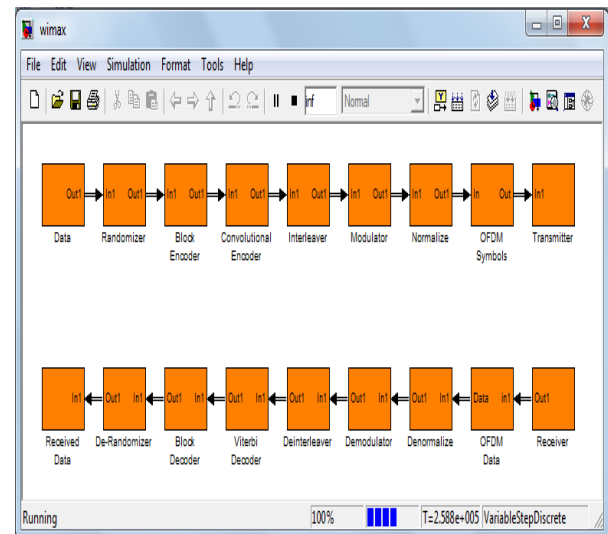 wimax
File Edit View Simulation Format Tools Help
inf Normal
Out1 In1 Out1 In1 Out1 In1 Out1 In1 Out1 In1 Out1 In1 Out1 In Out In1
Data Randomizer Block Convolutional Interleaver Modulator Normalize OFDM Transmitter
Encoder Encoder Symbols
In1 Out1 In1 Out1 In1 Out1 In1 Out1 In1 Out1 In1 Out1 In1 Data in1 Out1
Received De-Randomizer Block Viterbi Deinterleaver Demodulator Denormalize OFDM Receiver
Data Decoder Decoder Data
Running 100% T=2.588e+005 VariableStepDiscrete